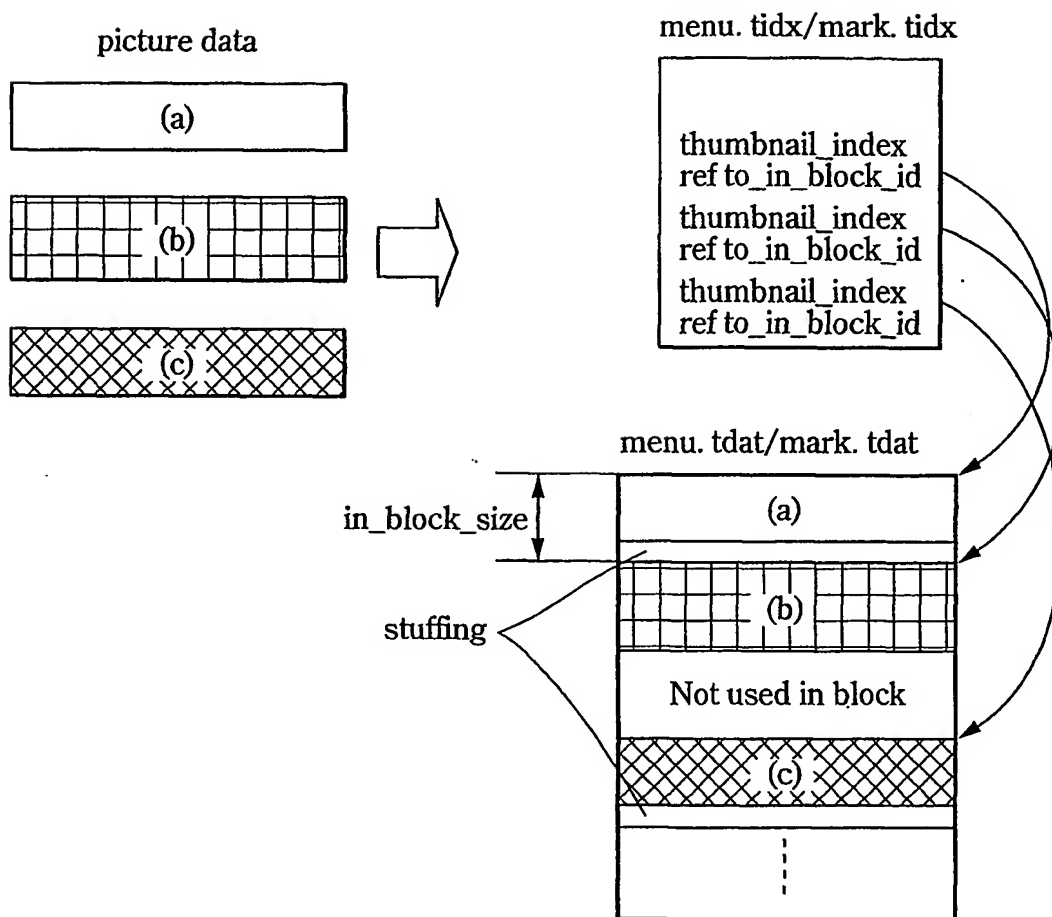 picture data
(a)
(b)
(c)
menu. tidx/mark. tidx
thumbnail_index
ref to_in_block_id
thumbnail_index
ref to_in_block_id
thumbnail_index
ref to_in_block_id
menu. tdat/mark. tdat
in_block_size
(a)
stuffing
(b)
Not used in block
(c)